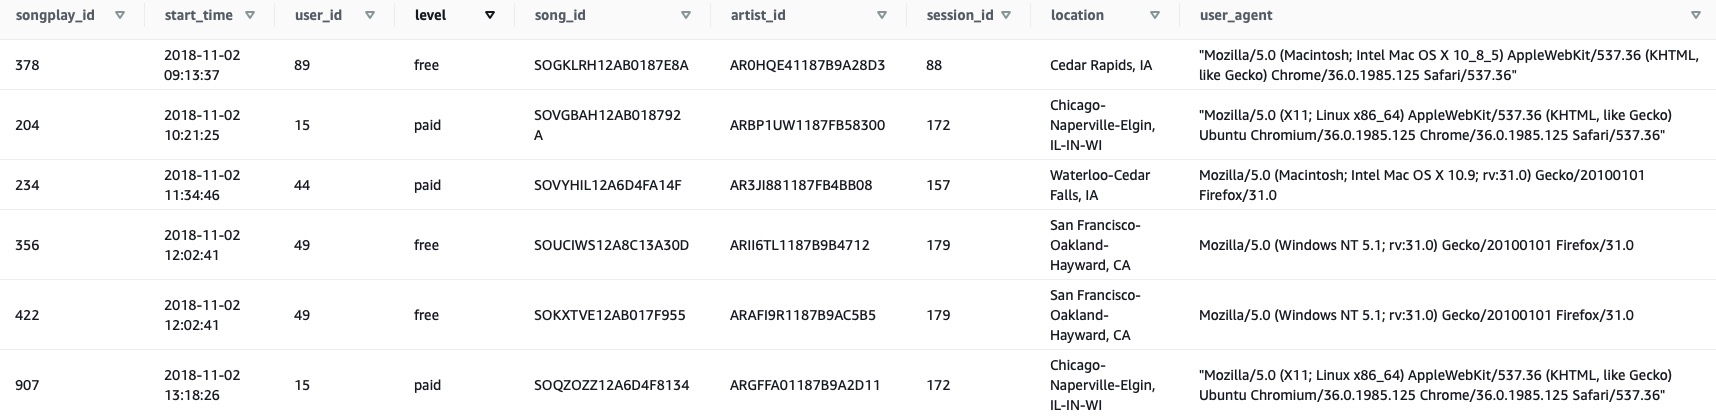 songplay_id start_time user_id level song_id artist_id session_id location user_agent
378 2018-11-02 09:13:37 89 free SOGKLRH12AB0187E8A AR0HQE41187B9A28D3 88 Cedar Rapids, IA "Mozilla/5.0 (Macintosh; Intel Mac OS X 10_8_5) AppleWebKit/537.36 (KHTML, like Gecko) Chrome/36.0.1985.125 Safari/537.36"
204 2018-11-02 10:21:25 15 paid SOVGBAH12AB018792A ARBP1UW1187FB58300 172 Chicago-Naperville-Elgin, IL-IN-WI "Mozilla/5.0 (X11; Linux x86_64) AppleWebKit/537.36 (KHTML, like Gecko) Ubuntu Chromium/36.0.1985.125 Chrome/36.0.1985.125 Safari/537.36"
234 2018-11-02 11:34:46 44 paid SOVYHIL12A6D4FA14F AR3JI881187FB4BB08 157 Waterloo-Cedar Falls, IA Mozilla/5.0 (Macintosh; Intel Mac OS X 10.9; rv:31.0) Gecko/20100101 Firefox/31.0
356 2018-11-02 12:02:41 49 free SOUCIWS12A8C13A30D ARII6TL1187B9B4712 179 San Francisco-Oakland-Hayward, CA Mozilla/5.0 (Windows NT 5.1; rv:31.0) Gecko/20100101 Firefox/31.0
422 2018-11-02 12:02:41 49 free SOKXTVE12AB017F955 ARAFI9R1187B9AC5B5 179 San Francisco-Oakland-Hayward, CA Mozilla/5.0 (Windows NT 5.1; rv:31.0) Gecko/20100101 Firefox/31.0
907 2018-11-02 13:18:26 15 paid SOQZOZZ12A6D4F8134 ARGFFA01187B9A2D11 172 Chicago-Naperville-Elgin, IL-IN-WI "Mozilla/5.0 (X11; Linux x86_64) AppleWebKit/537.36 (KHTML, like Gecko) Ubuntu Chromium/36.0.1985.125 Chrome/36.0.1985.125 Safari/537.36"